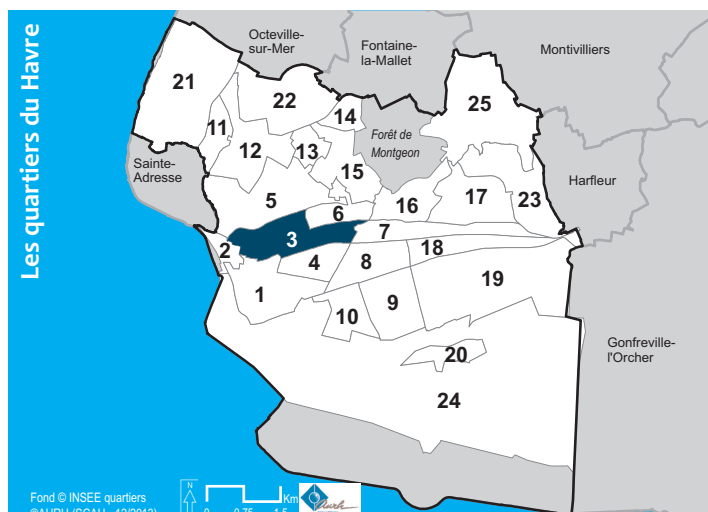 Les quartiers du Havre
Octeville-
sur-Mer
Fontaine-
la-Mallet
Montivilliers
21
22
14
25
Forêt de
Montgeon
11
12
13
15
Sainte-
Adresse
Harfleur
5
6
16
17
23
2
3
7
4
8
18
1
10
9
19
20
Gonfreville-
l'Orcher
24
Fond © INSEE quartiers
N
Km
0 0,75 1,5
Aurh